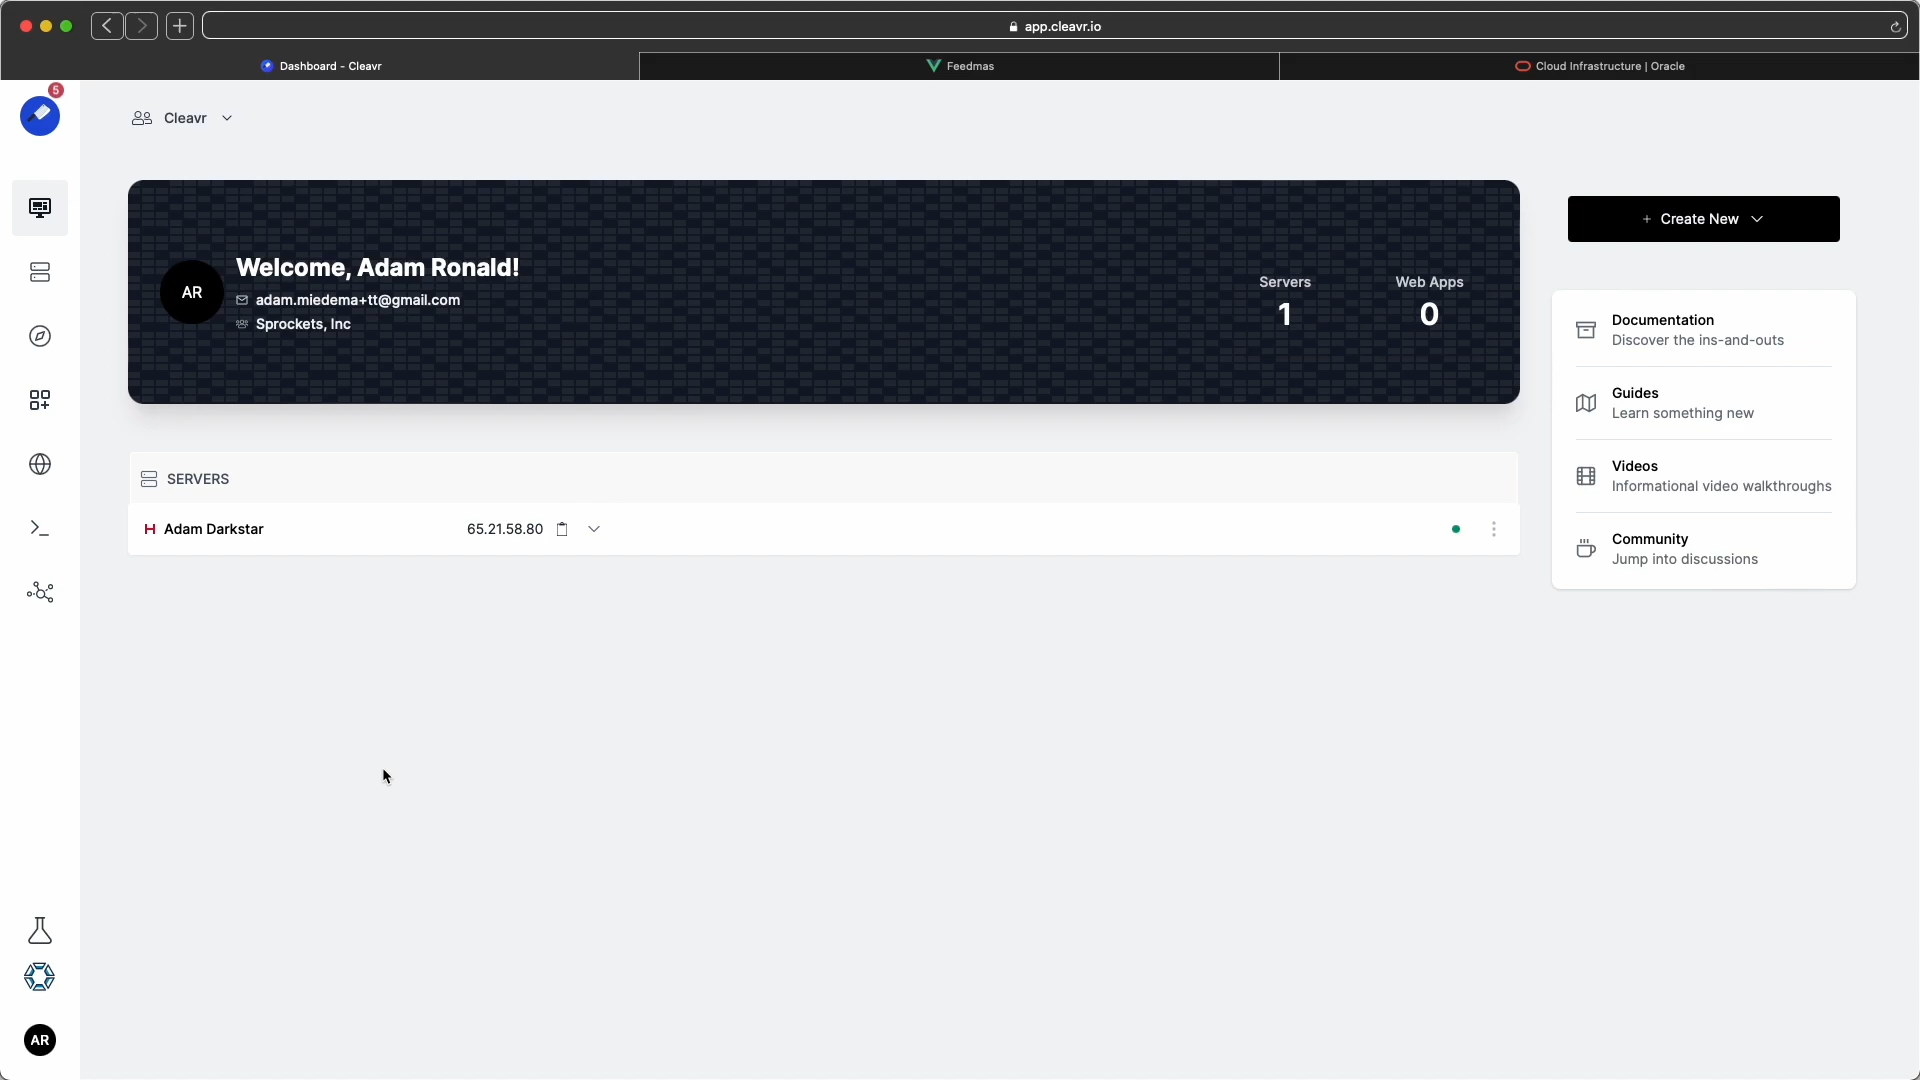 app.cleavr.io
Dashboard - Cleavr
Feedmas
Cloud Infrastructure | Oracle
5
Cleavr
Welcome, Adam Ronald!
AR
adam.miedema+tt@gmail.com
Sprockets, Inc
Servers
1
Web Apps
0
Create New
Documentation
Discover the ins-and-outs
Guides
Learn something new
Videos
Informational video walkthroughs
Community
Jump into discussions
SERVERS
H Adam Darkstar
65.21.58.80
AR